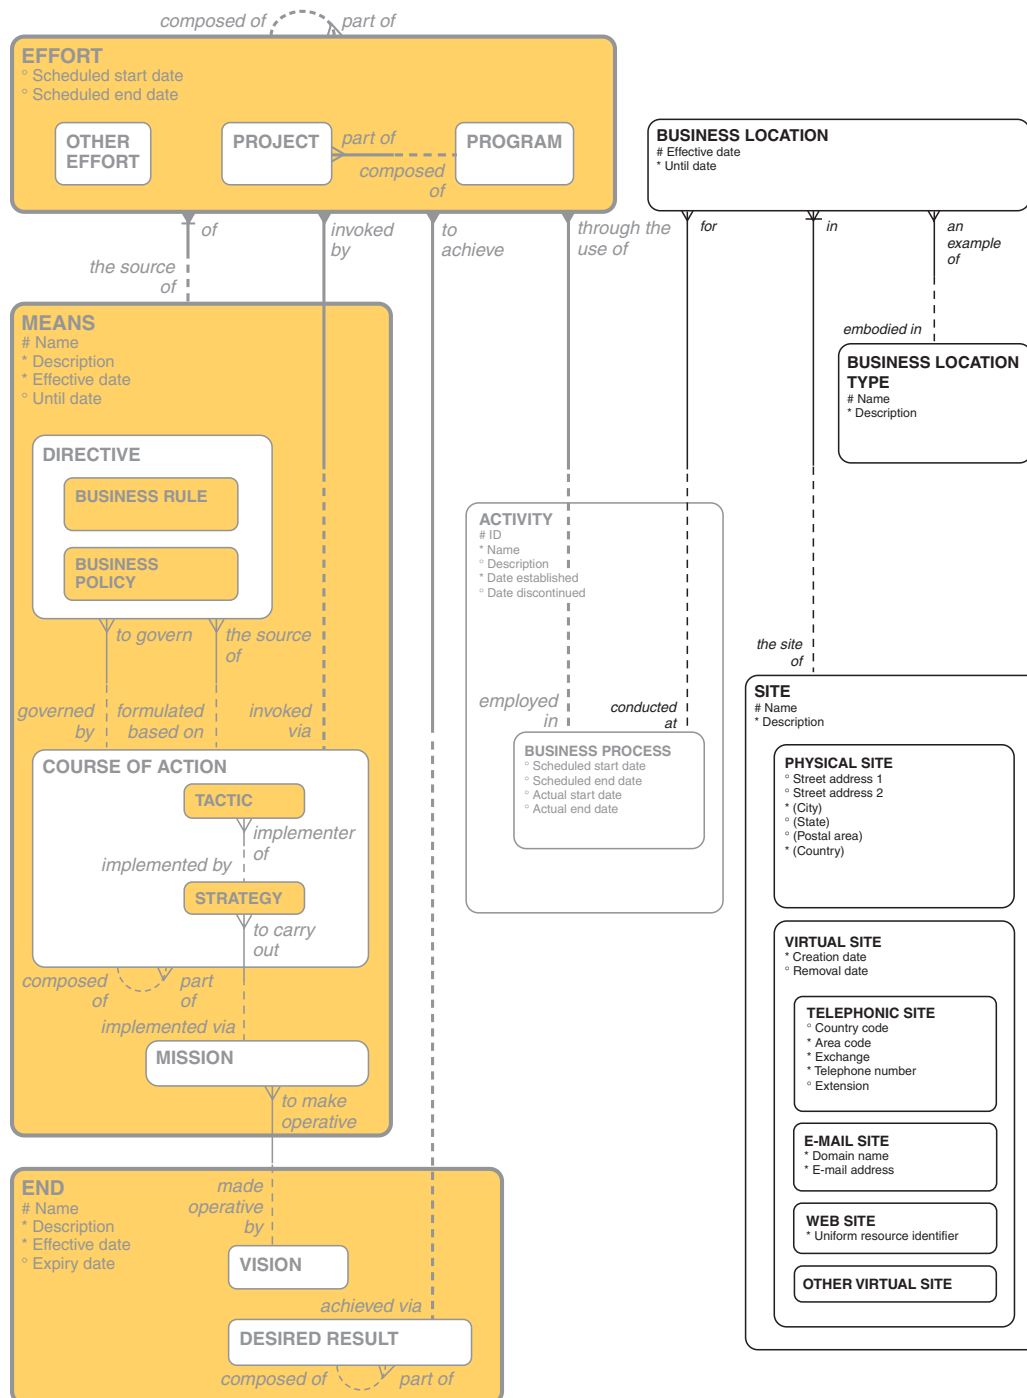 composed of
part of
EFFORT
° Scheduled start date
° Scheduled end date
OTHER
EFFORT
PROJECT
part of
composed
of
PROGRAM
BUSINESS LOCATION
# Effective date
* Until date
of
the source
of
invoked
by
to
achieve
through the
use of
for
in
an
example
of
embodied in
BUSINESS LOCATION
TYPE
# Name
* Description
MEANS
# Name
* Description
* Effective date
° Until date
DIRECTIVE
BUSINESS RULE
BUSINESS
POLICY
to govern
the source
of
governed
by
formulated
based on
invoked
via
ACTIVITY
# ID
* Name
° Description
* Date established
° Date discontinued
employed
in
conducted
at
BUSINESS PROCESS
° Scheduled start date
° Scheduled end date
° Actual start date
° Actual end date
the site
of
SITE
# Name
* Description
PHYSICAL SITE
° Street address 1
° Street address 2
* (City)
° (State)
° (Postal area)
* (Country)
VIRTUAL SITE
* Creation date
° Removal date
TELEPHONIC SITE
° Country code
* Area code
* Exchange
* Telephone number
° Extension
E-MAIL SITE
* Domain name
* E-mail address
WEB SITE
* Uniform resource identifier
OTHER VIRTUAL SITE
COURSE OF ACTION
TACTIC
implementer
of
implemented by
STRATEGY
to carry
out
composed
of
part
of
implemented via
MISSION
to make
operative
END
# Name
* Description
* Effective date
° Expiry date
made
operative
by
VISION
achieved via
DESIRED RESULT
composed of
part of